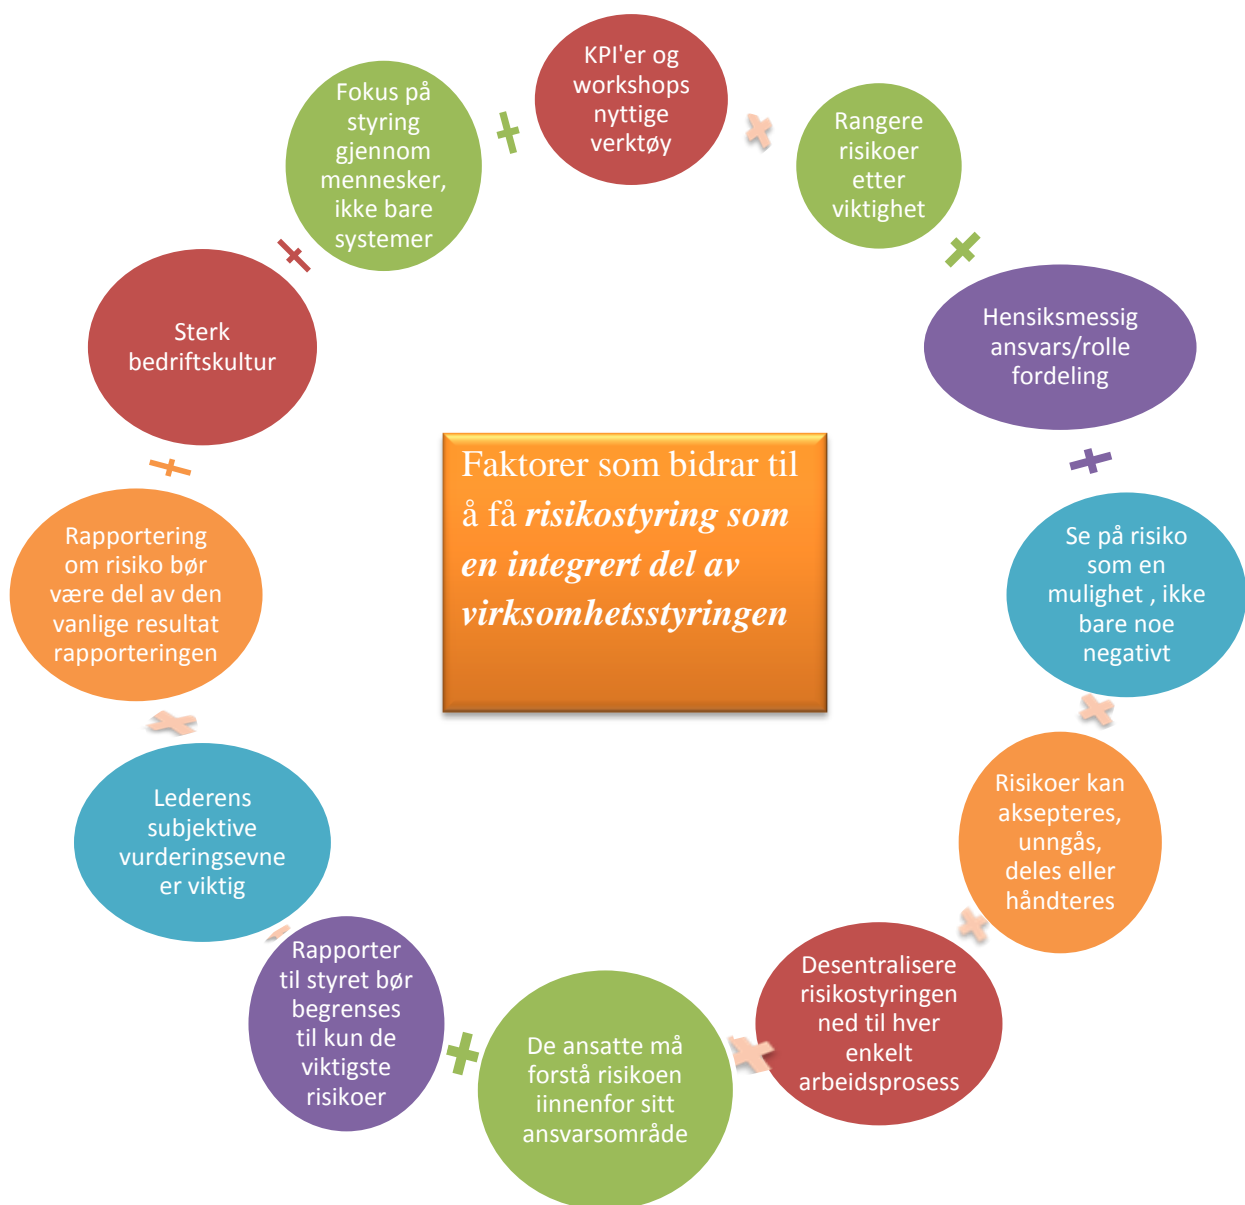 KPI'er og
workshops
nyttige
verktøy
Rangere
risikoer
etter
viktighet
Hensiksmessig
ansvars/rolle
fordeling
Se på risiko
som en
mulighet , ikke
bare noe
negativt
Risikoer kan
aksepteres,
unngås,
deles eller
håndteres
Desentralisere
risikostyringen
ned til hver
enkelt
arbeidsprosess
De ansatte må
forstå risikoen
iinnenfor sitt
ansvarsområde
Rapporter
til styret bør
begrenses
til kun de
viktigste
risikoer
Lederens
subjektive
vurderingsevne
er viktig
Rapportering
om risiko bør
være del av den
vanlige resultat
rapporteringen
Sterk
bedriftskultur
Fokus på
styring
gjennom
mennesker,
ikke bare
systemer
Faktorer som bidrar til
å få risikostyring som
en integrert del av
virksomhetsstyringen